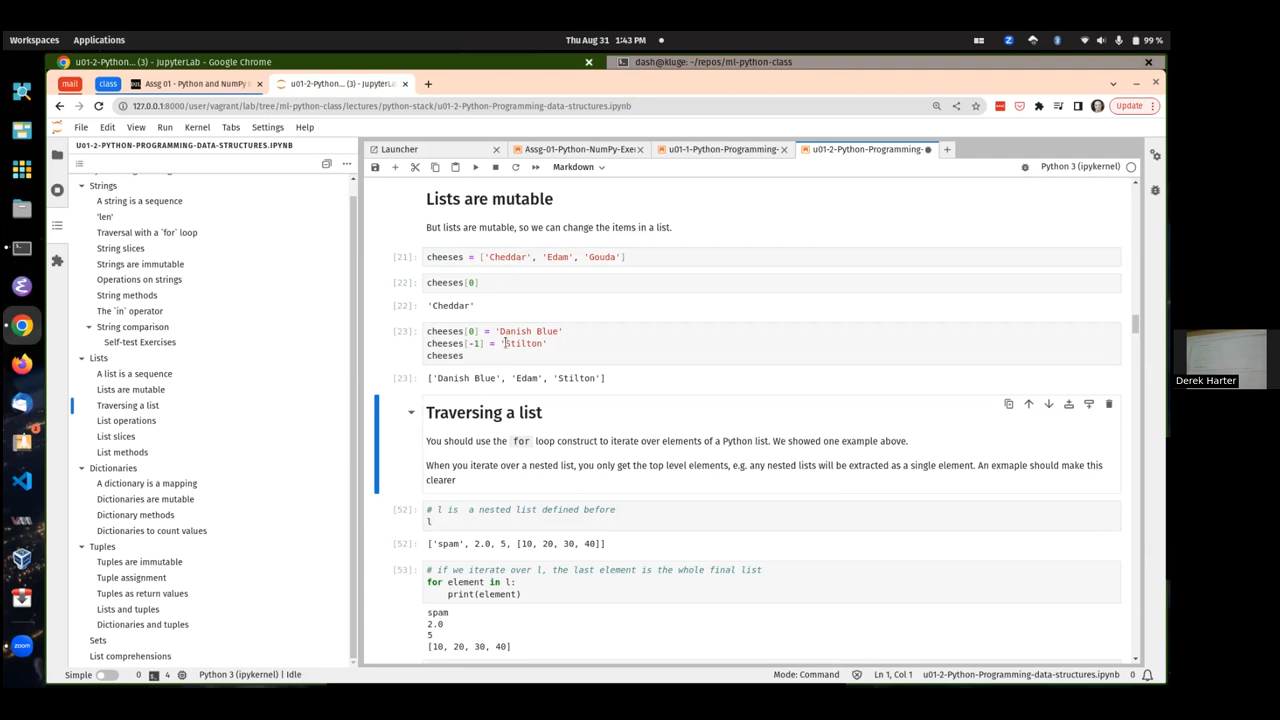 Workspaces Applications Thu Aug 31 1:43 PM 99 %
u01-2-Python... (3) - JupyterLab - Google Chrome
dash@kluge: ~/repos/ml-python-class
mail class Assg 01 - Python and NumPy E u01-2-Python... (3) - JupyterL
127.0.0.1:8000/user/vagrant/lab/tree/ml-python-class/lectures/python-stack/u01-2-Python-Programming-data-structures.ipynb Update
File Edit View Run Kernel Tabs Settings Help
U01-2-PYTHON-PROGRAMMING-DATA-STRUCTURES.IPYNB
Strings
A string is a sequence
'len'
Traversal with a `for` loop
String slices
Strings are immutable
Operations on strings
String methods
The `in` operator
String comparison
Self-test Exercises
Lists
A list is a sequence
Lists are mutable
Traversing a list
List operations
List slices
List methods
Dictionaries
A dictionary is a mapping
Dictionaries are mutable
Dictionary methods
Dictionaries to count values
Tuples
Tuples are immutable
Tuple assignment
Tuples as return values
Lists and tuples
Dictionaries and tuples
Sets
List comprehensions
Launcher Assg-01-Python-NumPy-Exe u01-1-Python-Programming- u01-2-Python-Programming-
Markdown Python 3 (ipykernel)
Lists are mutable
But lists are mutable, so we can change the items in a list.
[21]: cheeses = ['Cheddar', 'Edam', 'Gouda']
[22]: cheeses[0]
[22]: 'Cheddar'
[23]: cheeses[0] = 'Danish Blue'
cheeses[-1] = 'Stilton'
cheeses
[23]: ['Danish Blue', 'Edam', 'Stilton']
Traversing a list
You should use the for loop construct to iterate over elements of a Python list. We showed one example above.
When you iterate over a nested list, you only get the top level elements, e.g. any nested lists will be extracted as a single element. An exmaple should make this
clearer
[52]: # l is  a nested list defined before
l
[52]: ['spam', 2.0, 5, [10, 20, 30, 40]]
[53]: # if we iterate over l, the last element is the whole final list
for element in l:
print(element)
spam
2.0
5
[10, 20, 30, 40]
Derek Harter
Simple 0 4 Python 3 (ipykernel) | Idle Mode: Command Ln 1, Col 1 u01-2-Python-Programming-data-structures.ipynb 0